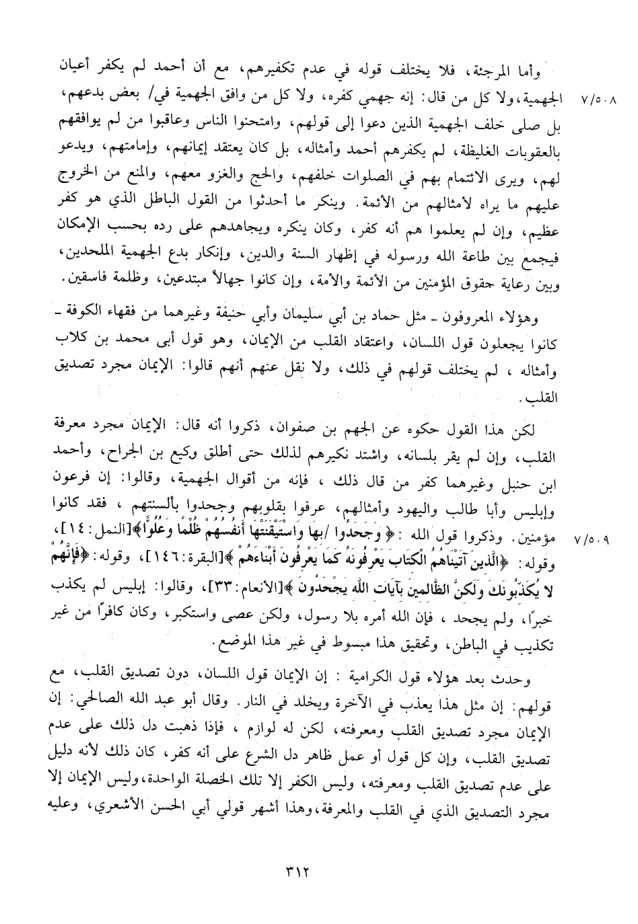 وأما المرجئة، فلا يختلف قوله في عدم تكفيرهم، مع أن أحمد لم يكفر أعيان
٧/٥٠٨ الجهمية، ولا كل من قال: إنه جهمي كفره، ولا كل من وافق الجهمية في/ بعض بدعهم،
بل صلى خلف الجهمية الذين دعوا إلى قولهم، وامتحنوا الناس وعاقبوا من لم يوافقهم
بالعقوبات الغليظة، لم يكفرهم أحمد وأمثاله، بل كان يعتقد إيمانهم، وإمامتهم، ويدعو
لهم، ويرى الائتمام بهم في الصلوات خلفهم، والحج والغزو معهم، والمنع من الخروج
عليهم ما يراه لأمثالهم من الأئمة. وينكر ما أحدثوا من القول الباطل الذي هو كفر
عظيم، وإن لم يعلموا هم أنه كفر، وكان ينكره ويجاهدهم على رده بحسب الإمكان
فيجمع بين طاعة الله ورسوله في إظهار السنة والدين، وإنكار بدع الجهمية الملحدين،
وبين رعاية حقوق المؤمنين من الأئمة والأمة، وإن كانوا جهالاً مبتدعين، وظلمة فاسقين.
وهؤلاء المعروفون ـ مثل حماد بن أبي سليمان وأبي حنيفة وغيرهما من فقهاء الكوفة ـ
كانوا يجعلون قول اللسان، واعتقاد القلب من الإيمان، وهو قول أبى محمد بن كلاب
وأمثاله ، لم يختلف قولهم في ذلك، ولا نقل عنهم أنهم قالوا: الإيمان مجرد تصديق
القلب.
لكن هذا القول حكوه عن الجهم بن صفوان، ذكروا أنه قال: الإيمان مجرد معرفة
القلب، وإن لم يقر بلسانه، واشتد نكيرهم لذلك حتى أطلق وكيع بن الجراح، وأحمد
ابن حنبل وغيرهما كفر من قال ذلك ، فإنه من أقوال الجهمية، وقالوا: إن فرعون
وإبليس وأبا طالب واليهود وأمثالهم، عرفوا بقلوبهم وجحدوا بألسنتهم ، فقد كانوا
٧/٥٠٩ مؤمنين. وذكروا قول الله :﴿ وَجَحَدُوا /بِهَا وَاسْتَيْقَنَتْهَا أَنفُسُهُمْ ظُلْمًا وَعُلُوًّا﴾[النمل:١٤]،
وقوله: ﴿الَّذِينَ آتَيْنَاهُمُ الْكِتَابَ يَعْرِفُونَهُ كَمَا يَعْرِفُونَ أَبْنَاءَهُمْ ﴾[البقرة:١٤٦]، وقوله:﴿فَإِنَّهُمْ
لا يُكَذِّبُونَكَ وَلَكِنَّ الظَّالِمِينَ بِآيَاتِ اللَّهِ يَجْحَدُونَ ﴾[الأنعام:٣٣]، وقالوا: إبليس لم يكذب
خبرًا، ولم يجحد ، فإن الله أمره بلا رسول، ولكن عصى واستكبر، وكان كافرًا من غير
تكذيب في الباطن، وتحقيق هذا مبسوط في غير هذا الموضع.
وحدث بعد هؤلاء قول الكرامية : إن الإيمان قول اللسان، دون تصديق القلب، مع
قولهم: إن مثل هذا يعذب في الآخرة ويخلد في النار. وقال أبو عبد الله الصالحي: إن
الإيمان مجرد تصديق القلب ومعرفته، لكن له لوازم ، فإذا ذهبت دل ذلك على عدم
تصديق القلب، وإن كل قول أو عمل ظاهر دل الشرع على أنه كفر، كان ذلك لأنه دليل
على عدم تصديق القلب ومعرفته، وليس الكفر إلا تلك الخصلة الواحدة،وليس الإيمان إلا
مجرد التصديق الذي في القلب والمعرفة،وهذا أشهر قولي أبي الحسن الأشعري، وعليه
٣١٢